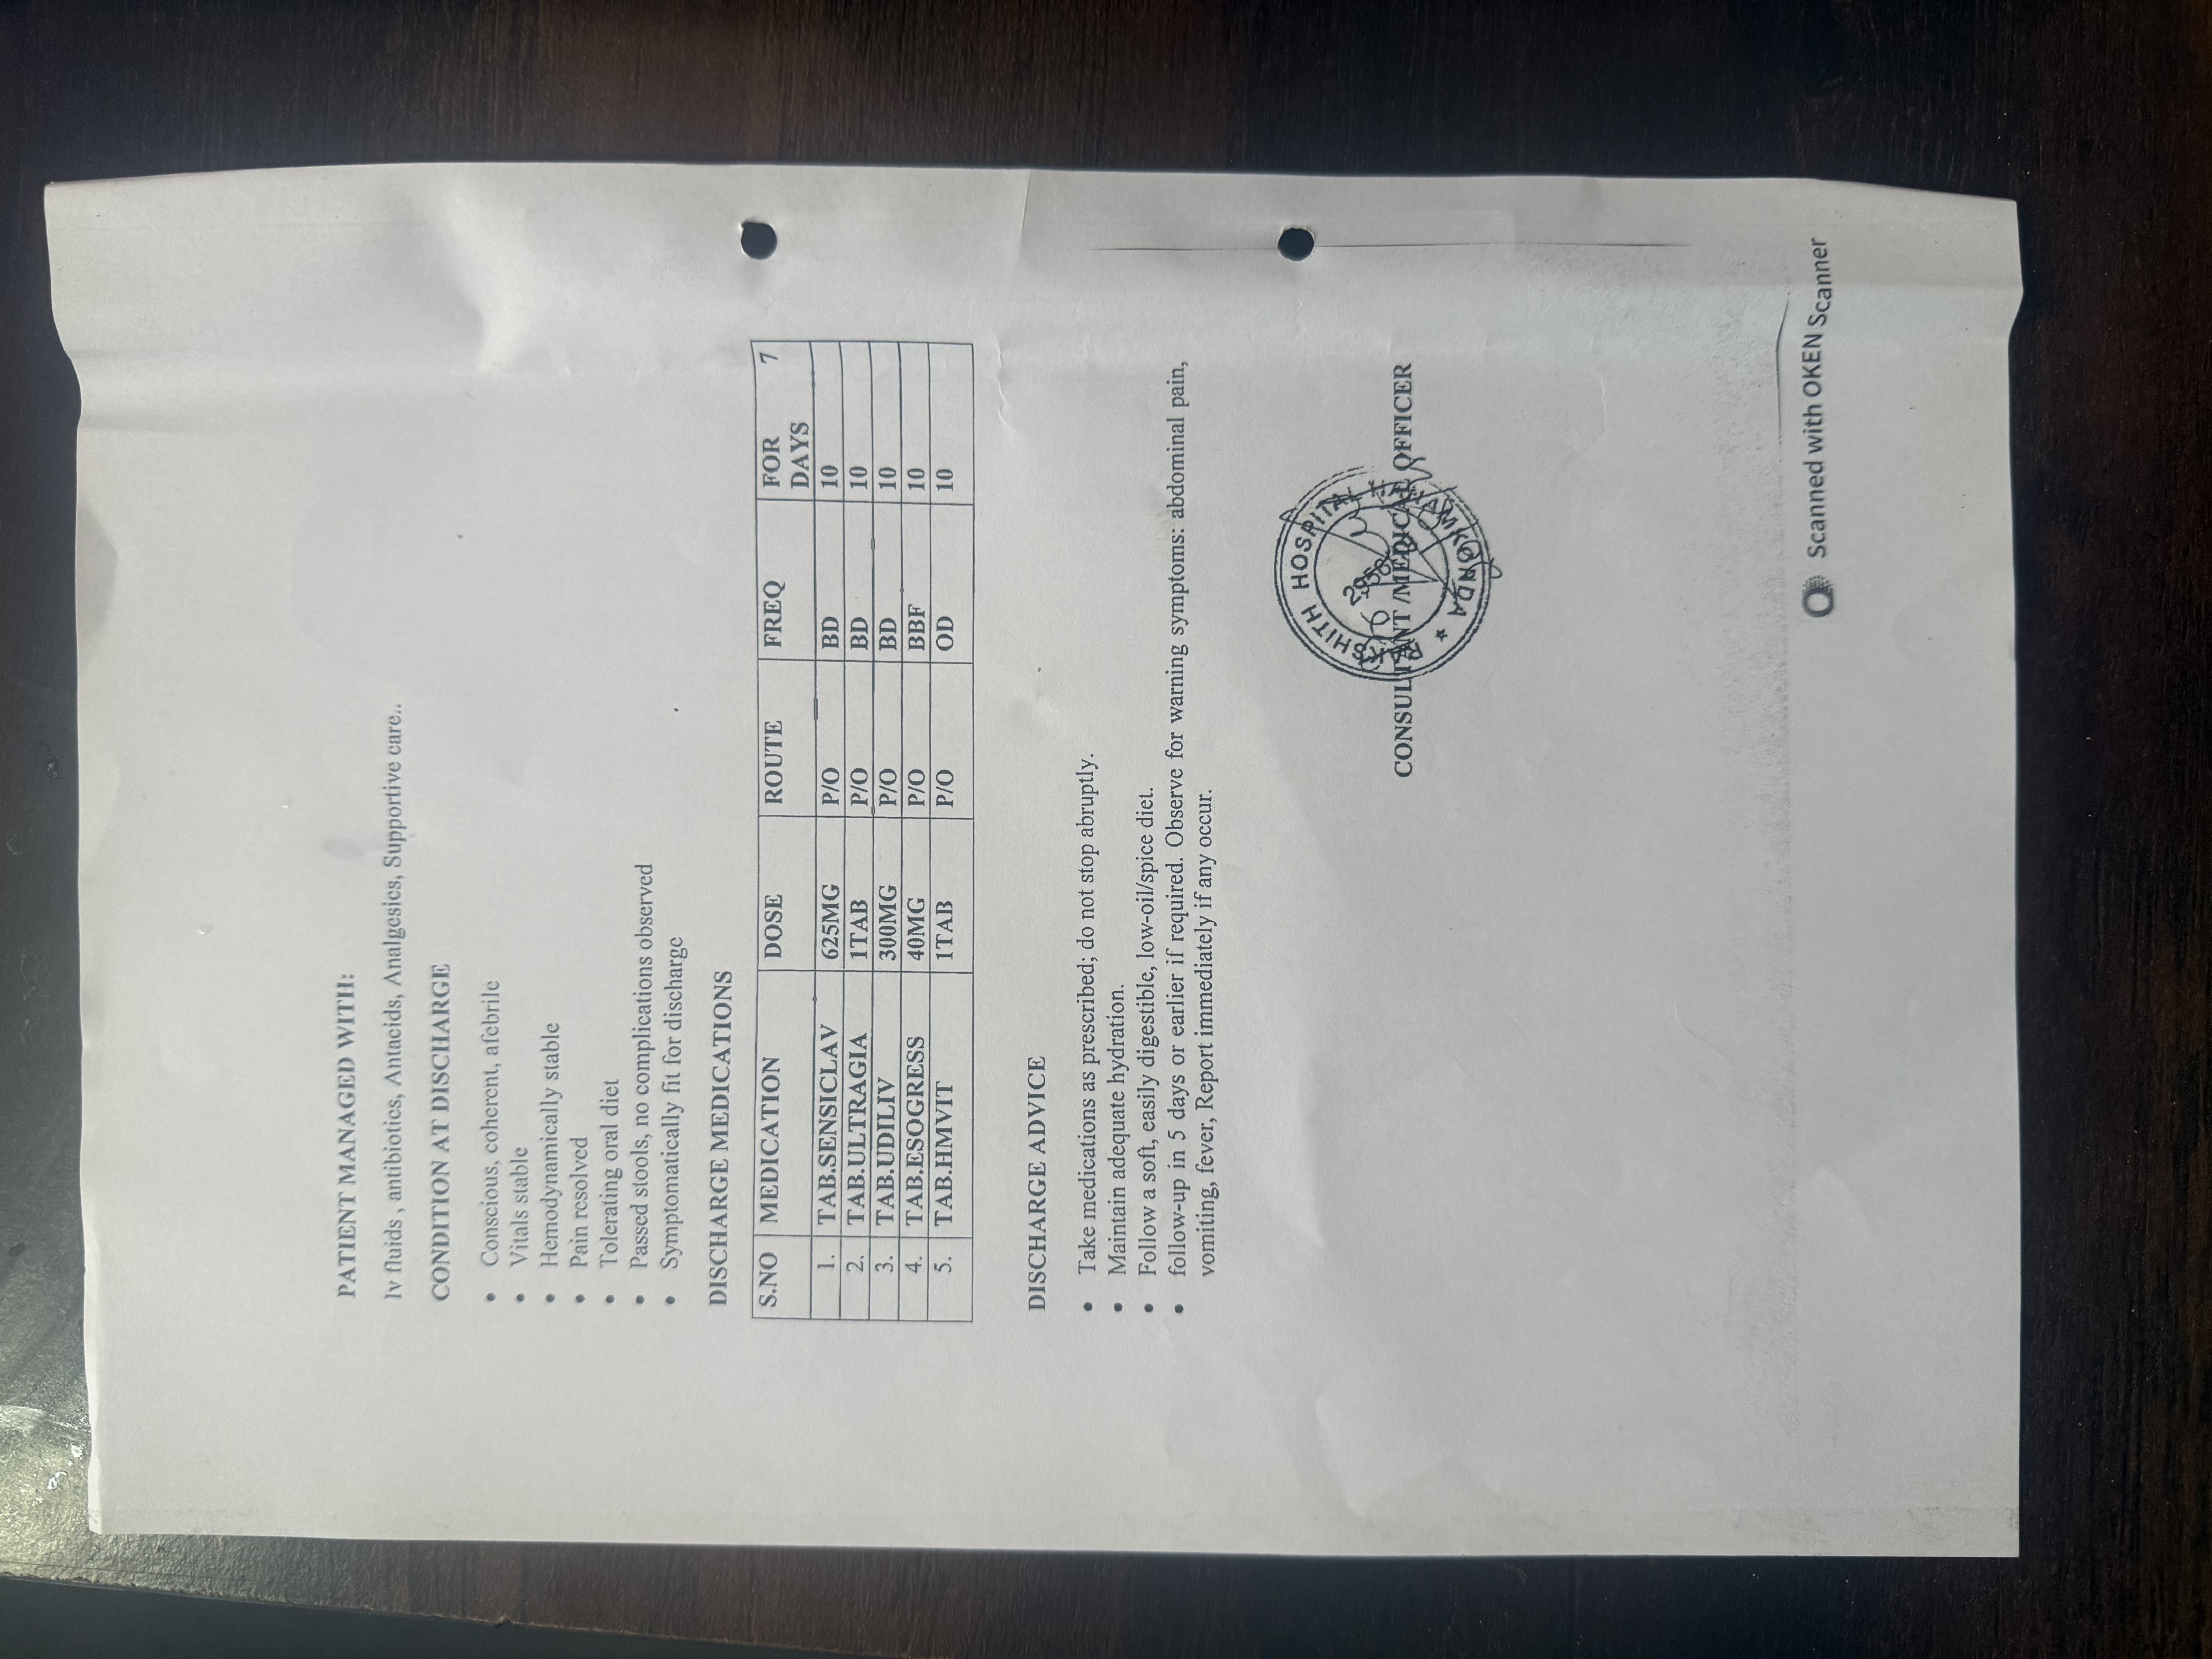 PATIENT MANAGED WITH:
Iv fluids , antibiotics, Antacids, Analgesics, Supportive care..
CONDITION AT DISCHARGE
• Conscious, coherent, afebrile
• Vitals stable
• Hemodynamically stable
• Pain resolved
• Tolerating oral diet
• Passed stools, no complications observed
• Symptomatically fit for discharge
DISCHARGE MEDICATIONS
S.NO MEDICATION DOSE ROUTE FREQ FOR 7
DAYS
1. TAB.SENSICLAV 625MG P/O BD 10
2. TAB.ULTRAGIA 1TAB P/O BD 10
3. TAB.UDILIV 300MG P/O BD 10
4. TAB.ESOGRESS 40MG P/O BBF 10
5. TAB.HMVIT 1TAB P/O OD 10
DISCHARGE ADVICE
• Take medications as prescribed; do not stop abruptly.
• Maintain adequate hydration.
• Follow a soft, easily digestible, low-oil/spice diet.
• follow-up in 5 days or earlier if required. Observe for warning symptoms: abdominal pain,
vomiting, fever, Report immediately if any occur.
RAKSHITH HOSPITAL
CONSULTANT /MEDICAL OFFICER
Scanned with OKEN Scanner